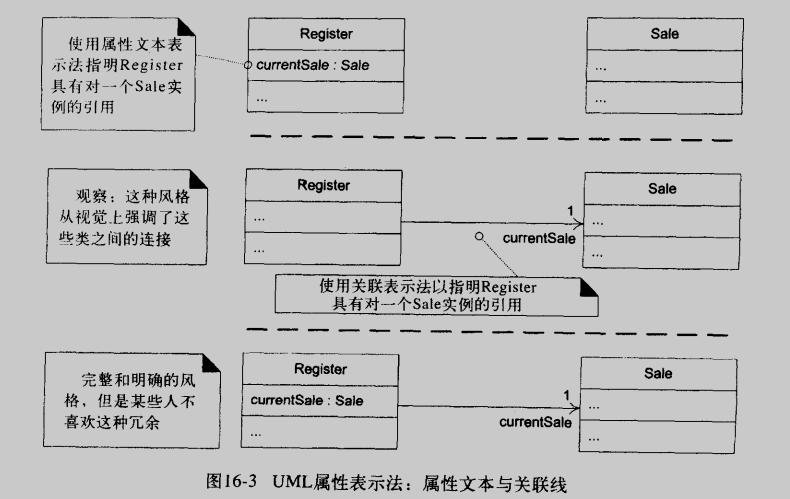 使用属性文本表
示法指明Register
具有对一个Sale实
例的引用
Register
currentSale : Sale
...
Sale
...
...
观察：这种风格
从视觉上强调了这
些类之间的连接
Register
...
...
1
currentSale
Sale
...
...
使用关联表示法以指明Register
具有对一个Sale实例的引用
完整和明确的风
格，但是某些人不
喜欢这种冗余
Register
currentSale : Sale
...
1
currentSale
Sale
...
...
图16-3 UML属性表示法：属性文本与关联线